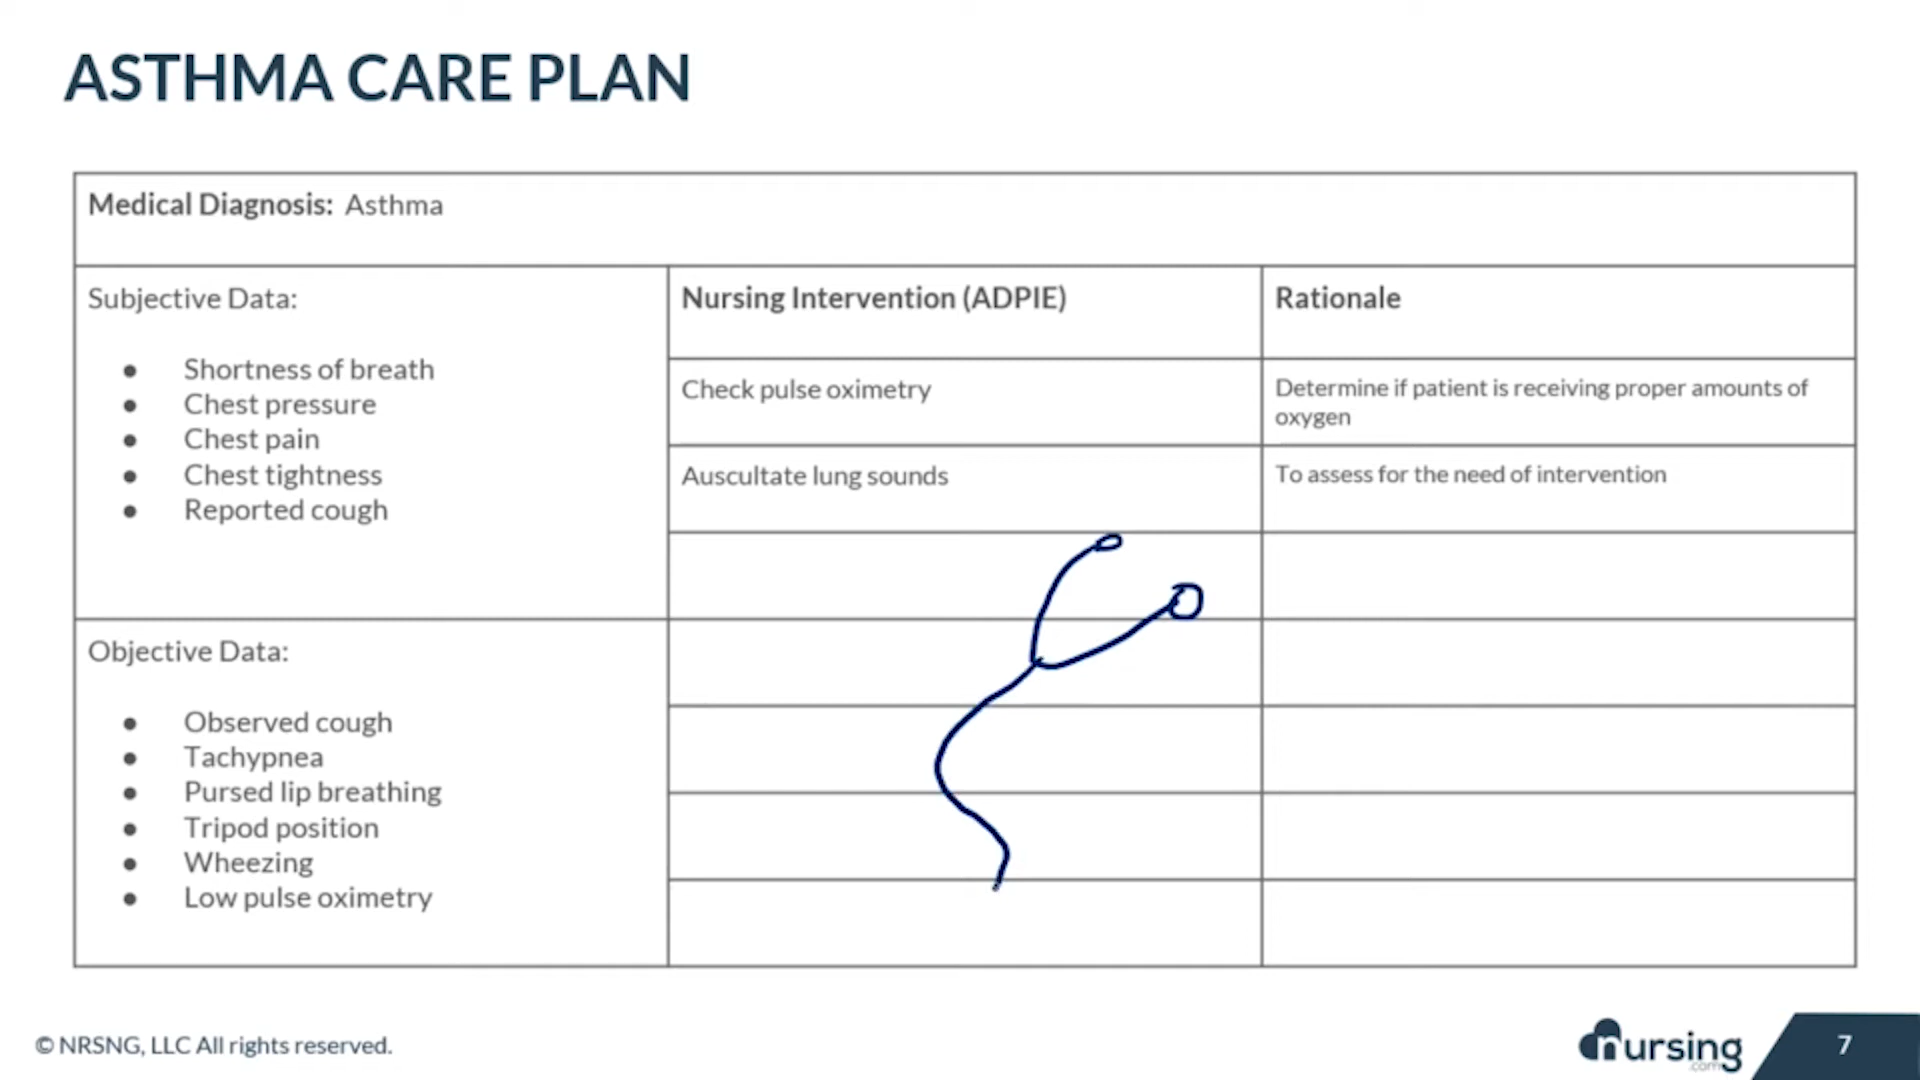 ASTHMA CARE PLAN
Medical Diagnosis: Asthma
Subjective Data:
● Shortness of breath
● Chest pressure
● Chest pain
● Chest tightness
● Reported cough
Objective Data:
● Observed cough
● Tachypnea
● Pursed lip breathing
● Tripod position
● Wheezing
● Low pulse oximetry
Nursing Intervention (ADPIE)
Rationale
Check pulse oximetry
Determine if patient is receiving proper amounts of
oxygen
Auscultate lung sounds
To assess for the need of intervention
© NRSNG, LLC All rights reserved.
nursing
.com
7